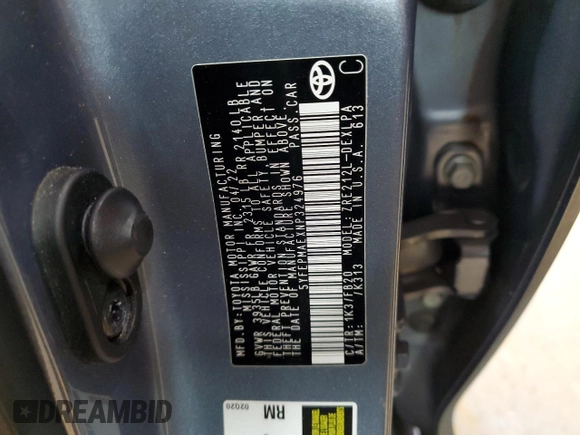 MFD.BY:TOYOTA MOTOR MANUFACTURING
MISSISSIPPI, INC. 04/22
GVWR 3935LB GAWR FR 2315LB RR 2140LB
THIS VEHICLE CONFORMS TO ALL APPLICABLE
FEDERAL MOTOR VEHICLE SAFETY, BUMPER AND
THEFT PREVENTION STANDARDS IN EFFECT ON
THE DATE OF MANUFACTURE SHOWN ABOVE.
5YFEPMAEXNP324976 PASS.CAR
C/TR:1K3/FB20 MODEL:ZRE212L-DEXLPA
A/TM: /K313 MADE IN U.S.A. 613
C
02020
RM
DREAMBID